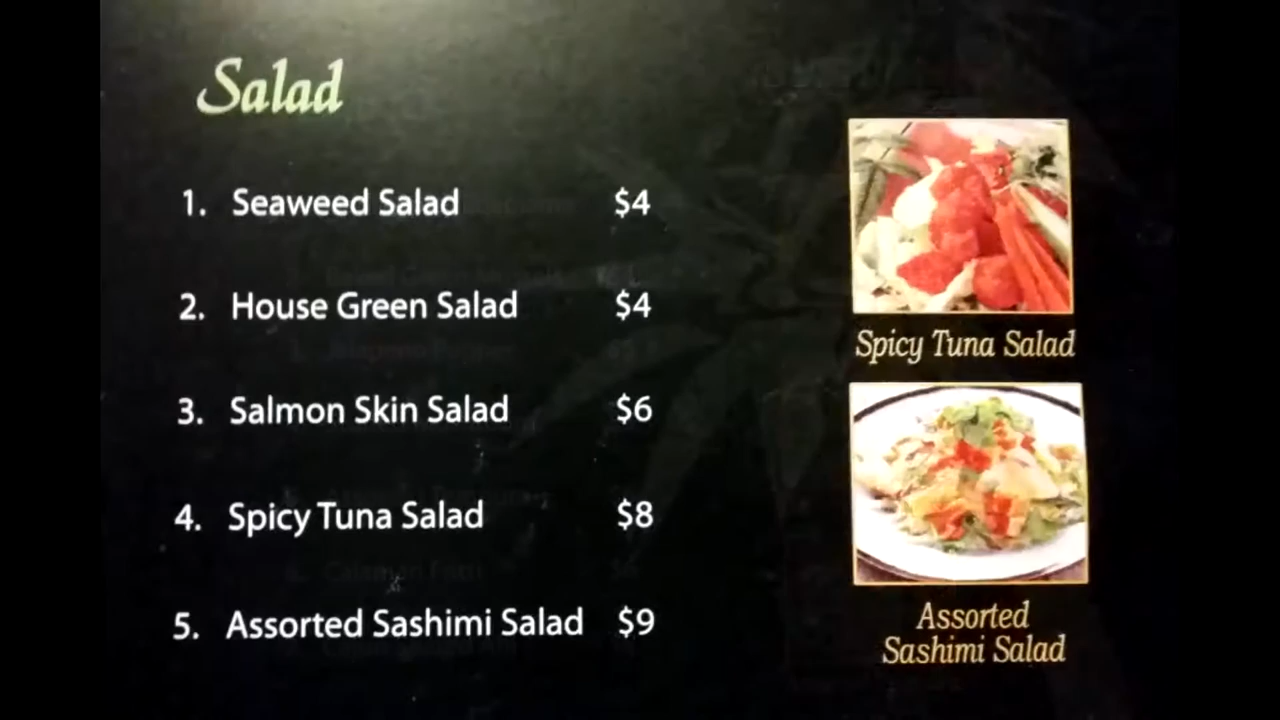 Salad
1. Seaweed Salad $4
2. House Green Salad $4
3. Salmon Skin Salad $6
4. Spicy Tuna Salad $8
5. Assorted Sashimi Salad $9
Spicy Tuna Salad
Assorted
Sashimi Salad